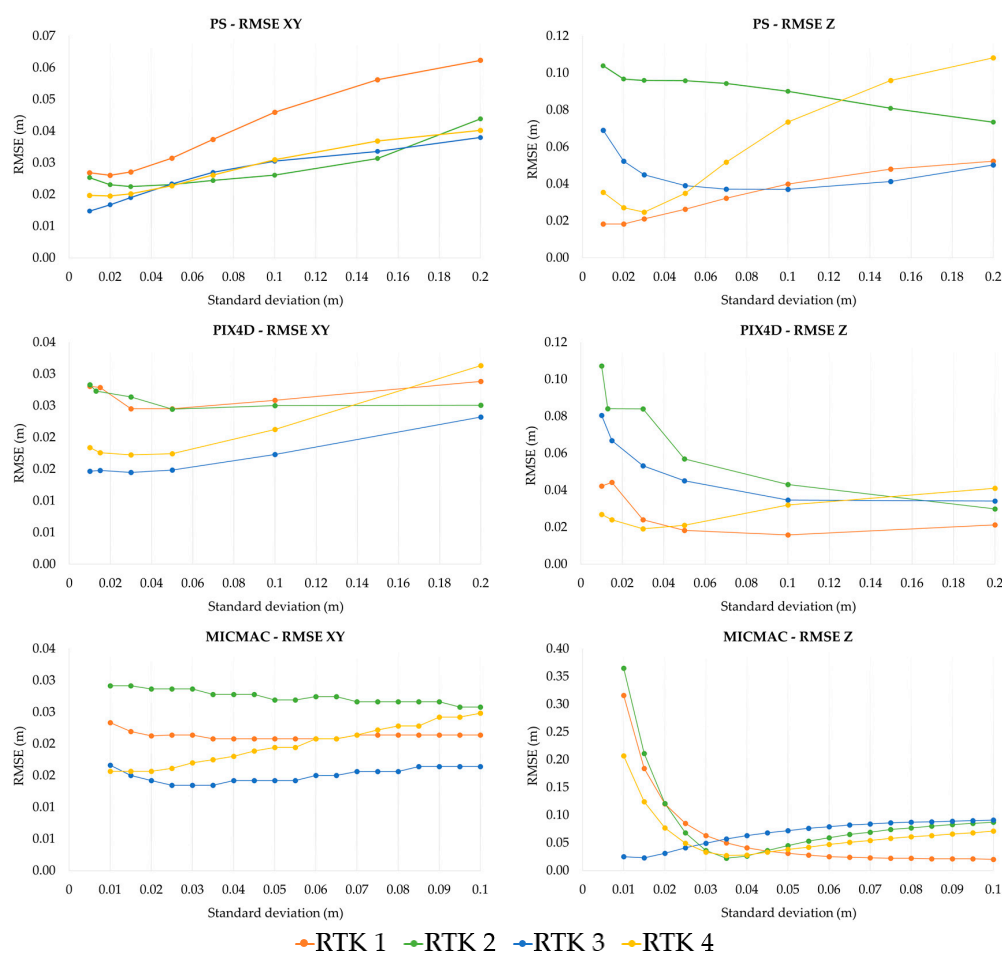 PS - RMSE XY
0.07
0.06
0.05
0.04
0.03
0.02
0.01
0.00
RMSE (m)
0 0.02 0.04 0.06 0.08 0.1 0.12 0.14 0.16 0.18 0.2
Standard deviation (m)
PS - RMSE Z
0.12
0.10
0.08
0.06
0.04
0.02
0.00
RMSE (m)
0 0.02 0.04 0.06 0.08 0.1 0.12 0.14 0.16 0.18 0.2
Standard deviation (m)
PIX4D - RMSE XY
0.04
0.03
0.03
0.02
0.02
0.01
0.01
0.00
RMSE (m)
0 0.02 0.04 0.06 0.08 0.1 0.12 0.14 0.16 0.18 0.2
Standard deviation (m)
PIX4D - RMSE Z
0.12
0.10
0.08
0.06
0.04
0.02
0.00
RMSE (m)
0 0.02 0.04 0.06 0.08 0.1 0.12 0.14 0.16 0.18 0.2
Standard deviation (m)
MICMAC - RMSE XY
0.04
0.03
0.03
0.02
0.02
0.01
0.01
0.00
RMSE (m)
0 0.01 0.02 0.03 0.04 0.05 0.06 0.07 0.08 0.09 0.1
Standard deviation (m)
MICMAC - RMSE Z
0.40
0.35
0.30
0.25
0.20
0.15
0.10
0.05
0.00
RMSE (m)
0 0.01 0.02 0.03 0.04 0.05 0.06 0.07 0.08 0.09 0.1
Standard deviation (m)
RTK 1 RTK 2 RTK 3 RTK 4